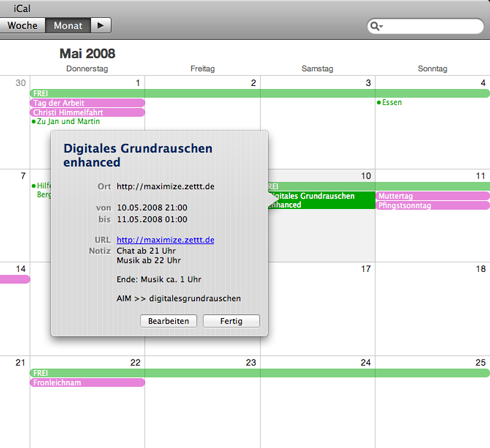 iCal
Woche
Monat
Mai 2008
Donnerstag
Freitag
Samstag
Sonntag
30
1
2
3
4
FREI
Tag der Arbeit
Christi Himmelfahrt
Zu Jan und Martin
Essen
7
10
11
Hilfe
Berg
FREI
Digitales Grundrauschen
enhanced
Muttertag
Pfingstsonntag
Digitales Grundrauschen
enhanced
Ort http://maximize.zettt.de
von 10.05.2008 21:00
bis 11.05.2008 01:00
URL http://maximize.zettt.de
Notiz Chat ab 21 Uhr
Musik ab 22 Uhr
Ende: Musik ca. 1 Uhr
AIM >> digitalesgrundrauschen
Bearbeiten
Fertig
14
17
18
21
22
23
24
25
FREI
Fronleichnam